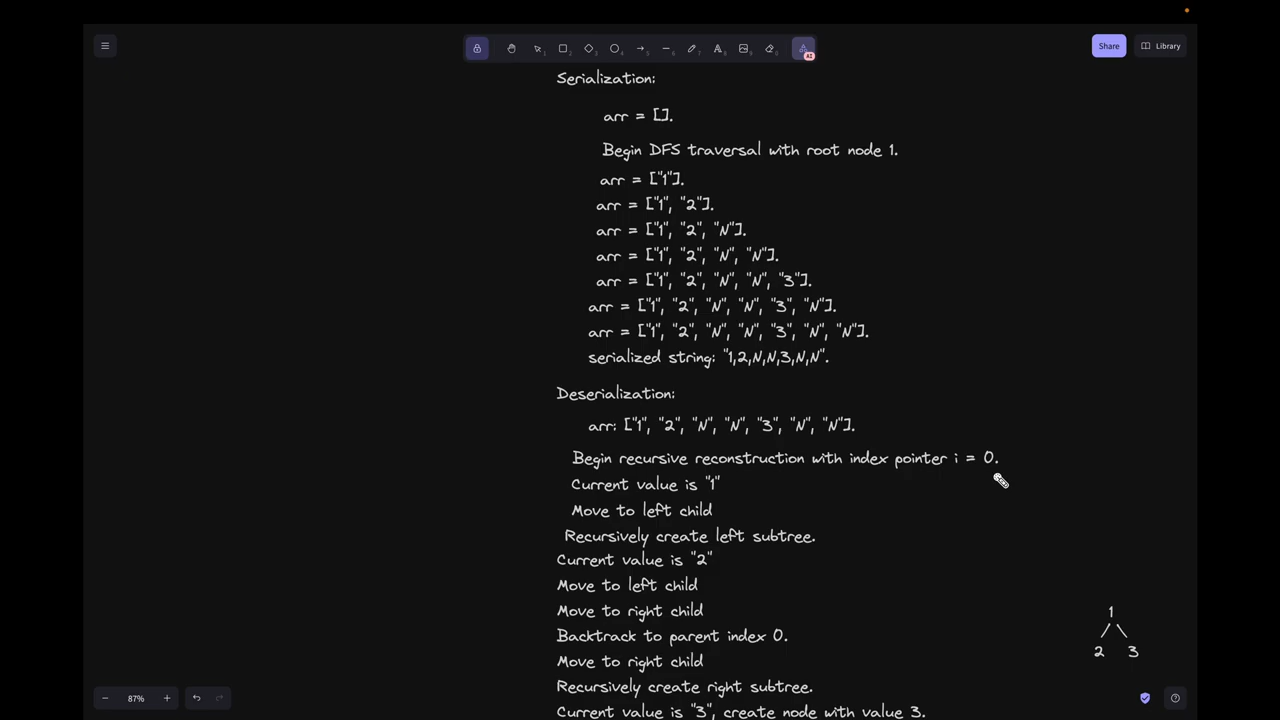 Share
Library
AI
Serialization:
arr = [].
Begin DFS traversal with root node 1.
arr = ["1"].
arr = ["1", "2"].
arr = ["1", "2", "N"].
arr = ["1", "2", "N", "N"].
arr = ["1", "2", "N", "N", "3"].
arr = ["1", "2", "N", "N", "3", "N"].
arr = ["1", "2", "N", "N", "3", "N", "N"].
serialized string: "1,2,N,N,3,N,N".
Deserialization:
arr: ["1", "2", "N", "N", "3", "N", "N"].
Begin recursive reconstruction with index pointer i = 0.
Current value is "1"
Move to left child
Recursively create left subtree.
Current value is "2"
Move to left child
Move to right child
Backtrack to parent index 0.
Move to right child
Recursively create right subtree.
Current value is "3", create node with value 3.
1
2 3
87%